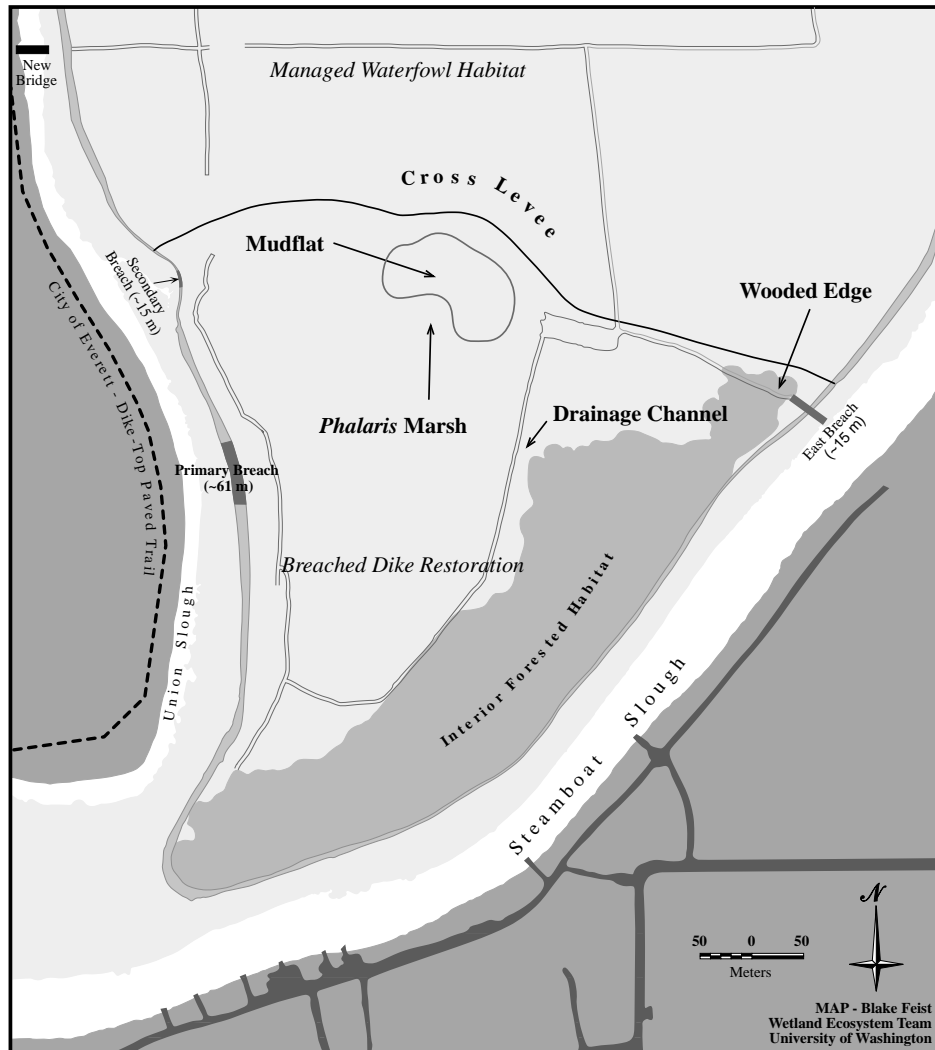 New
Bridge
Managed Waterfowl Habitat
Cross Levee
Mudflat
Secondary
Breach (~15 m)
Wooded Edge
City of Everett - Dike-Top Paved Trail
Phalaris Marsh
Drainage Channel
East Breach
(~15 m)
Primary Breach
(~61 m)
Breached Dike Restoration
Interior Forested Habitat
Union Slough
Steamboat Slough
N
50 0 50
Meters
MAP - Blake Feist
Wetland Ecosystem Team
University of Washington